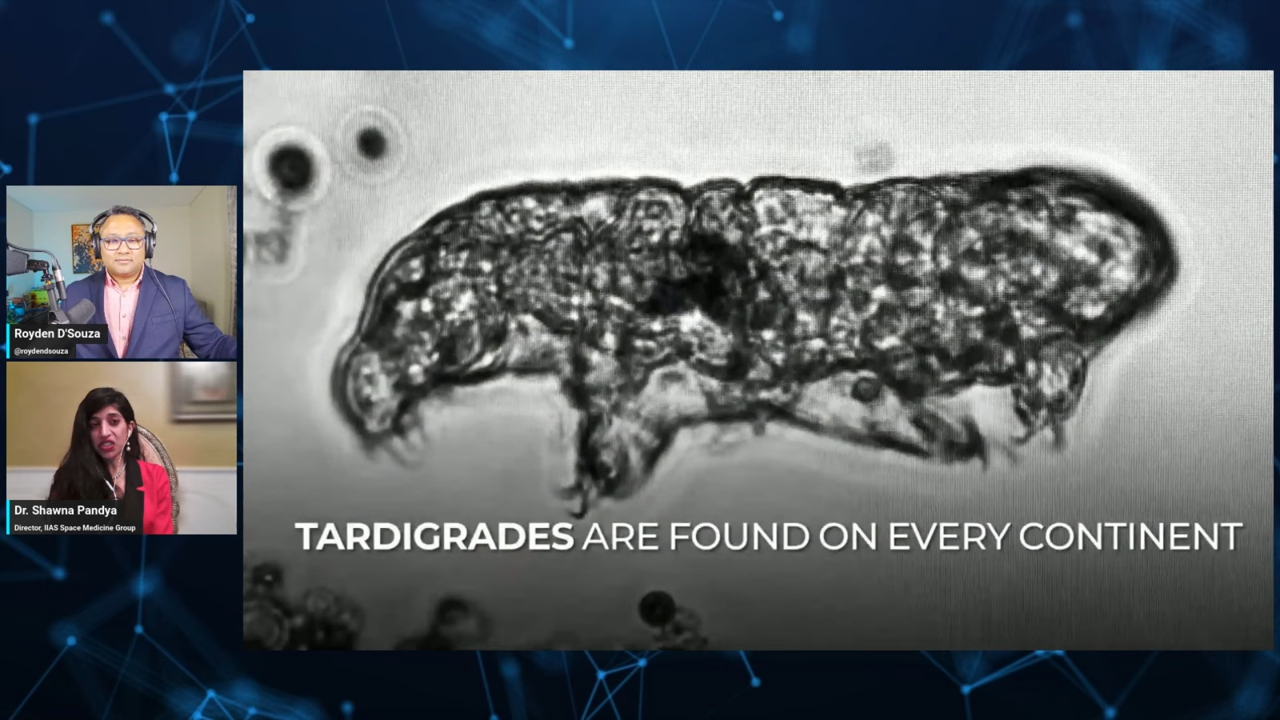 Royden D'Souza
@roydendsouza
Dr. Shawna Pandya
Director, IIAS Space Medicine Group
TARDIGRADES ARE FOUND ON EVERY CONTINENT